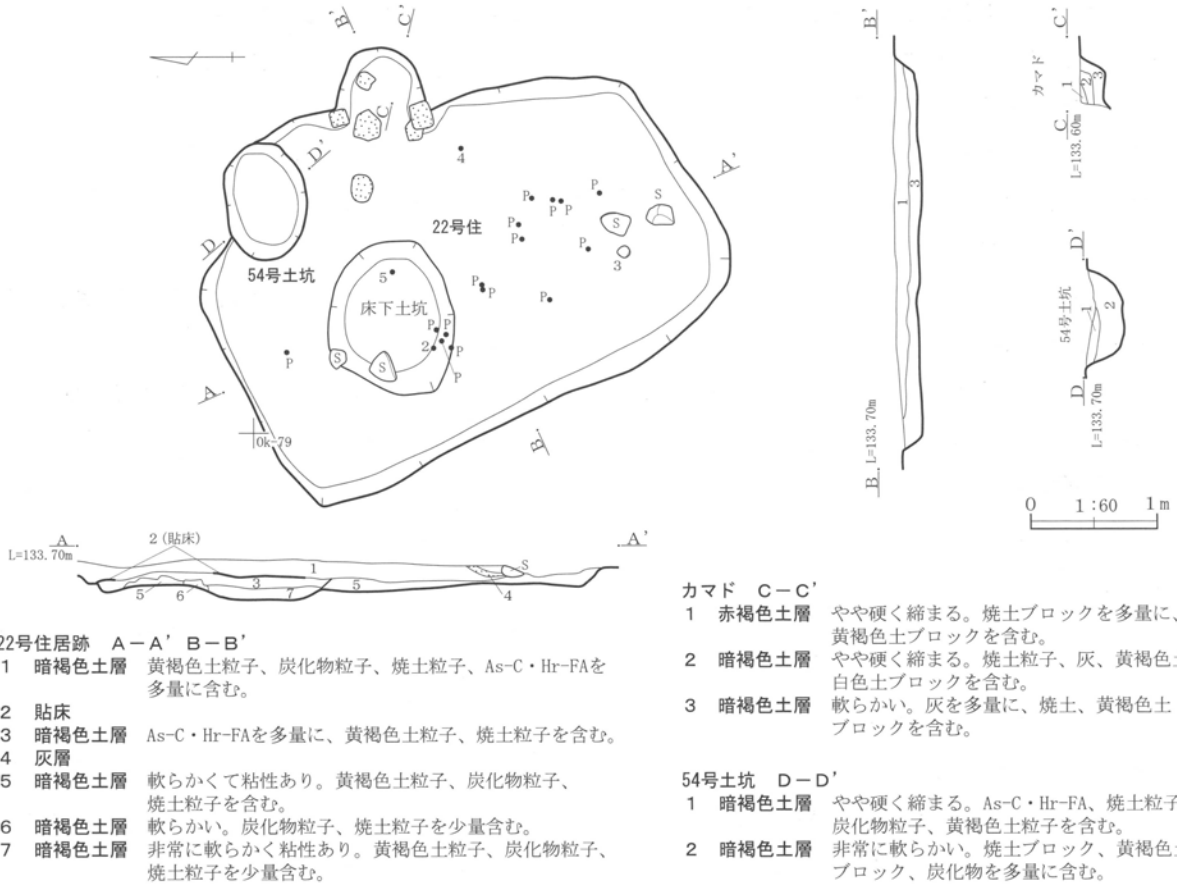 B'
C'
C
D'
4
A'
P
P
P
P
S
S
22号住
P
P
P
3
D
54号土坑
5
床下土坑
P
P
P
P
P
2
P
P
P
S
S
A
Ok-79
B
B'
1
3
B L=133.70m
C'
カマド
1
2
3
C
L=133.60m
D'
54号土坑
1
2
D
L=133.70m
0 1:60 1m
A
L=133.70m
2(貼床)
A'
1
S
5
6
3
7
5
4
22号住居跡 A-A' B-B'
1 暗褐色土層 黄褐色土粒子、炭化物粒子、焼土粒子、As-C・Hr-FAを
多量に含む。
2 貼床
3 暗褐色土層 As-C・Hr-FAを多量に、黄褐色土粒子、焼土粒子を含む。
4 灰層
5 暗褐色土層 軟らかくて粘性あり。黄褐色土粒子、炭化物粒子、
焼土粒子を含む。
6 暗褐色土層 軟らかい。炭化物粒子、焼土粒子を少量含む。
7 暗褐色土層 非常に軟らかく粘性あり。黄褐色土粒子、炭化物粒子、
焼土粒子を少量含む。
カマド C-C'
1 赤褐色土層 やや硬く締まる。焼土ブロックを多量に、
黄褐色土ブロックを含む。
2 暗褐色土層 やや硬く締まる。焼土粒子、灰、黄褐色土
白色土ブロックを含む。
3 暗褐色土層 軟らかい。灰を多量に、焼土、黄褐色土
ブロックを含む。
54号土坑 D-D'
1 暗褐色土層 やや硬く締まる。As-C・Hr-FA、焼土粒子
炭化物粒子、黄褐色土粒子を含む。
2 暗褐色土層 非常に軟らかい。焼土ブロック、黄褐色土
ブロック、炭化物を多量に含む。